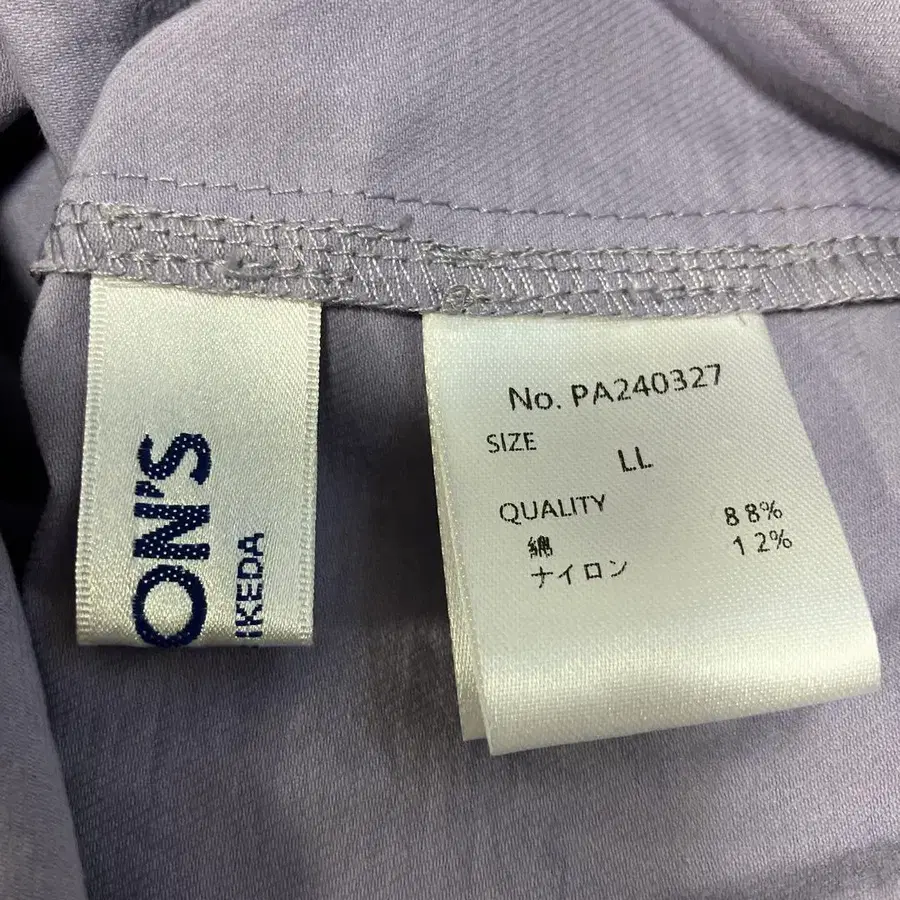 ON'S
IKEDA
No. PA240327
SIZE
LL
QUALITY
綿 88%
ナイロン 12%